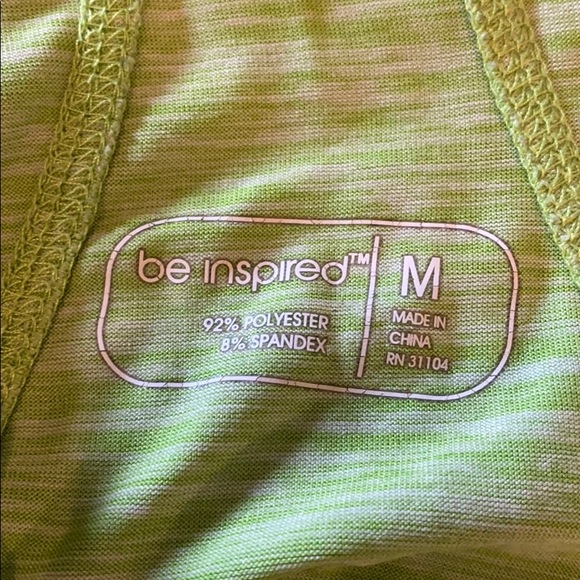 be inspired™
92% POLYESTER
8% SPANDEX
M
MADE IN
CHINA
RN 31104